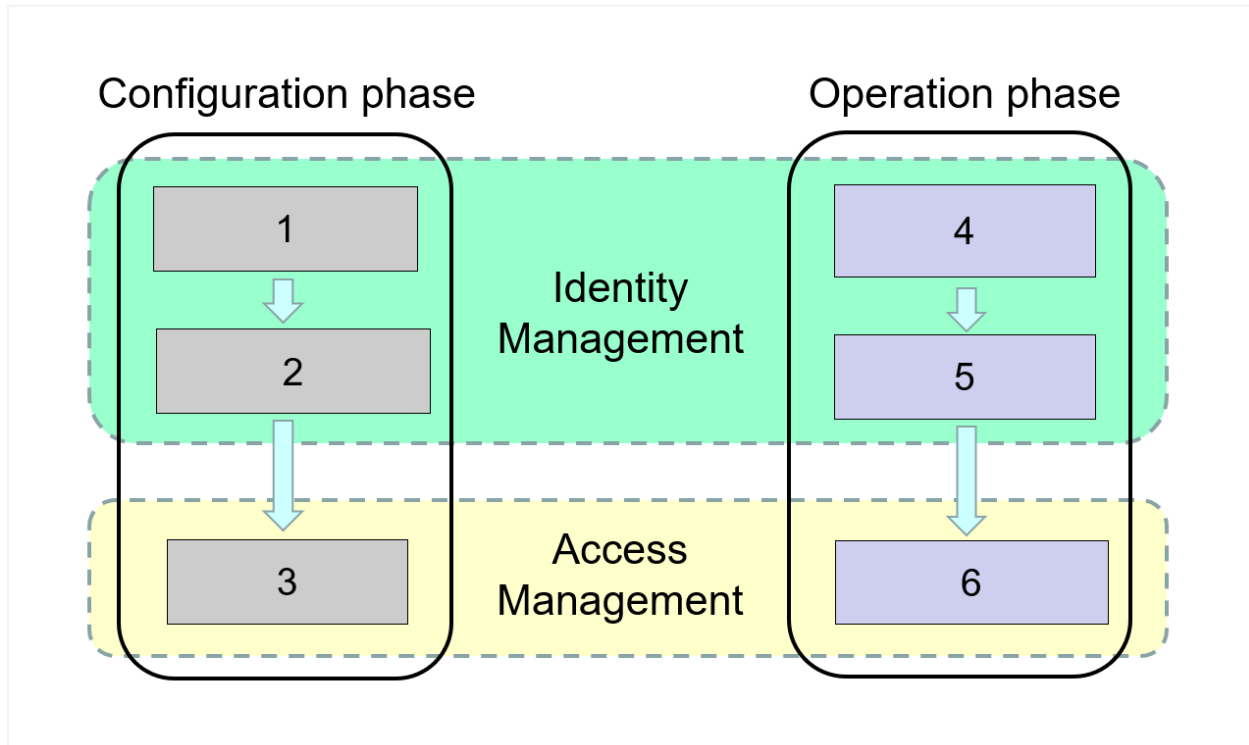 Configuration phase
Operation phase
1
4
Identity
Management
2
5
Access
Management
3
6